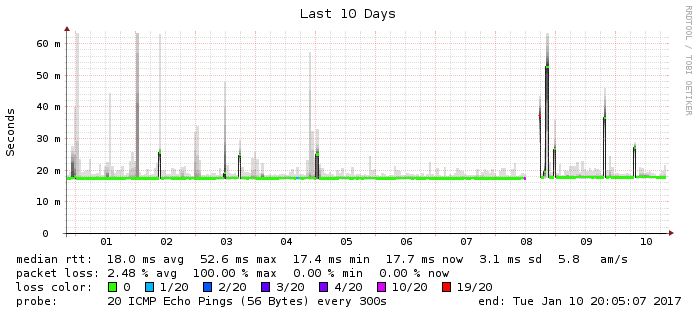 Last 10 Days
RRDTOOL / TOBI OETIKER
Seconds
60 m
50 m
40 m
30 m
20 m
10 m
0
01 02 03 04 05 06 07 08 09 10
median rtt: 18.0 ms avg 52.6 ms max 17.4 ms min 17.7 ms now 3.1 ms sd 5.8 am/s
packet loss: 2.48 % avg 100.00 % max 0.00 % min 0.00 % now
loss color: 0 1/20 2/20 3/20 4/20 10/20 19/20
probe: 20 ICMP Echo Pings (56 Bytes) every 300s end: Tue Jan 10 20:05:07 2017